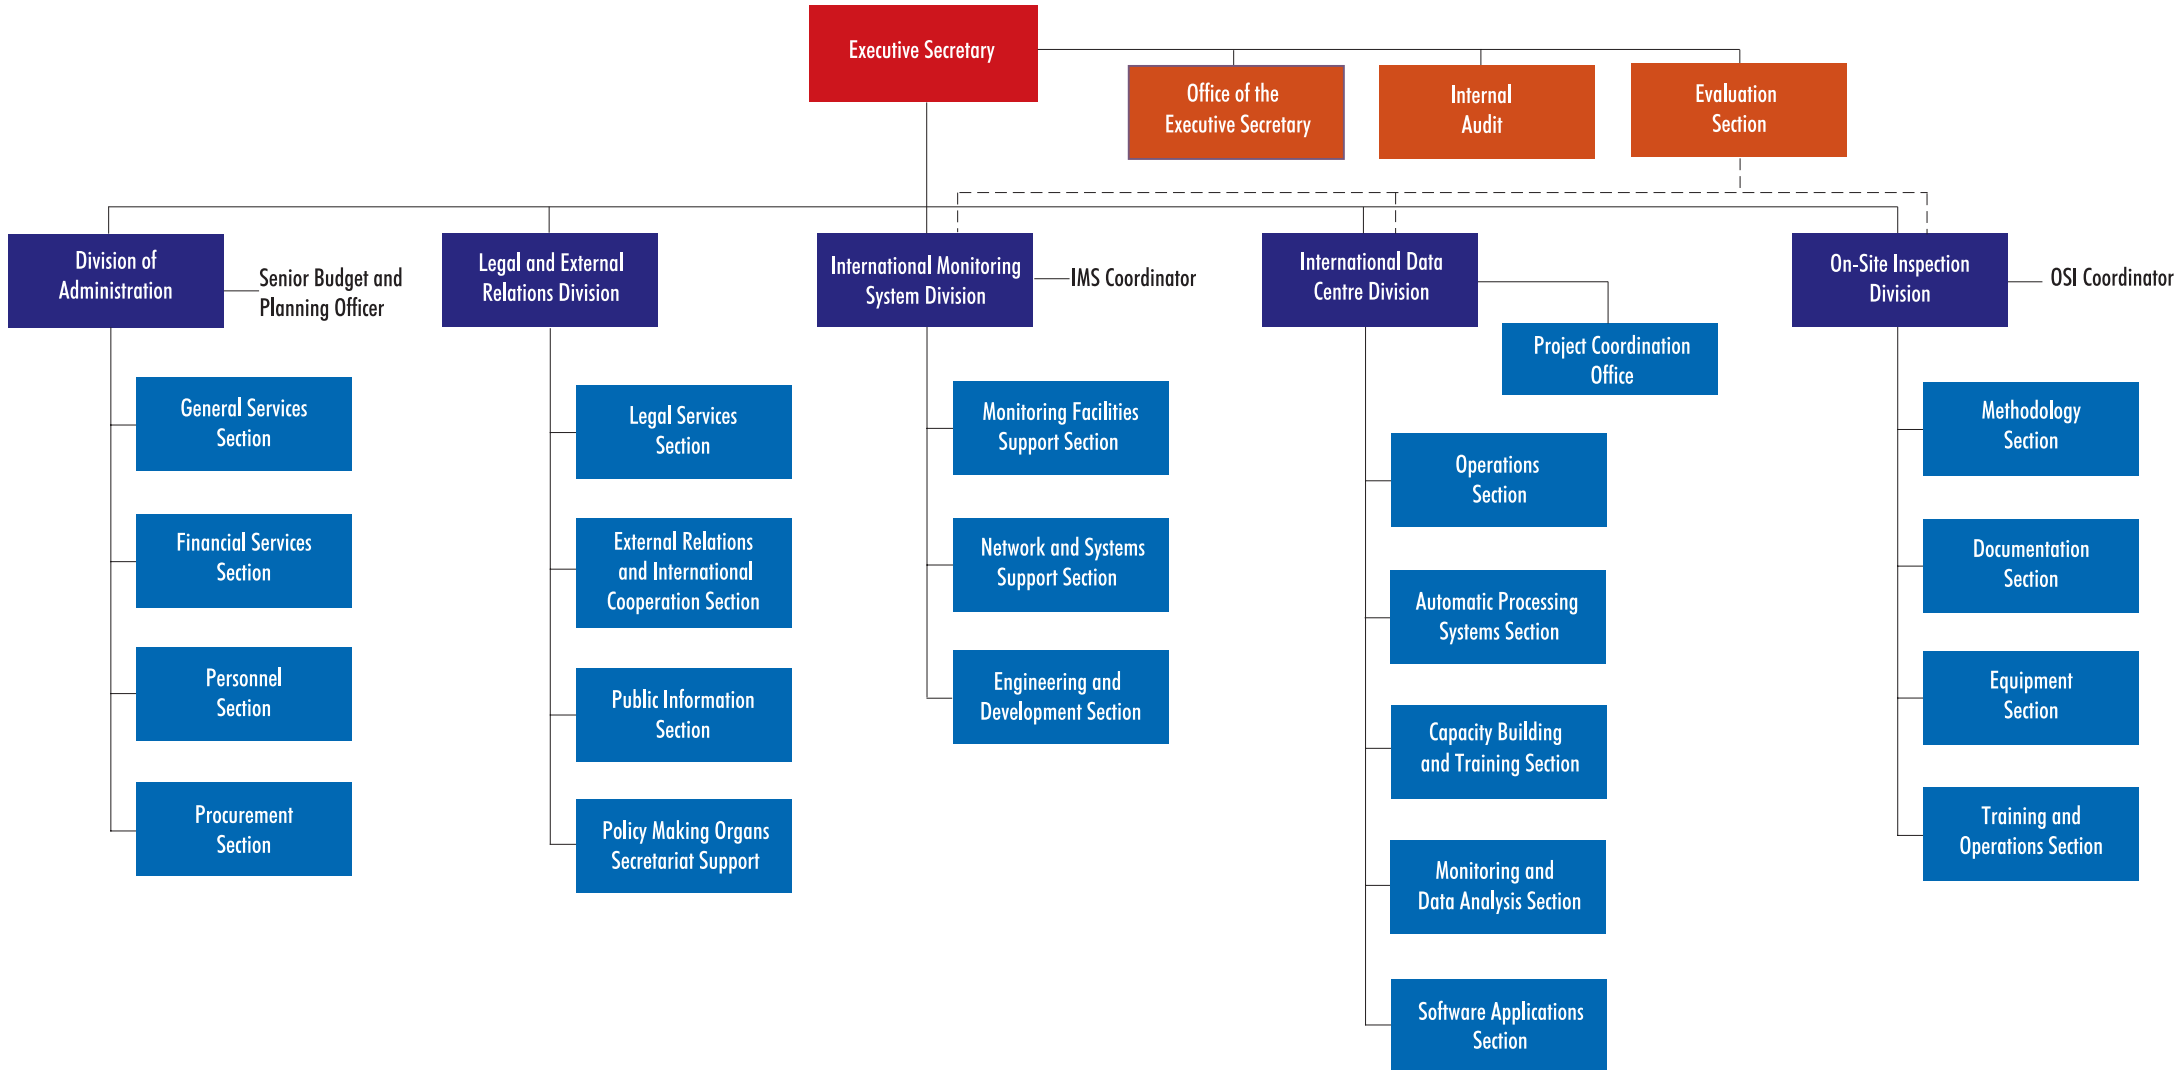 Executive Secretary
Office of the
Executive Secretary
Internal
Audit
Evaluation
Section
Division of
Administration
Senior Budget and
Planning Officer
Legal and External
Relations Division
International Monitoring
System Division
IMS Coordinator
International Data
Centre Division
Project Coordination
Office
On-Site Inspection
Division
OSI Coordinator
General Services
Section
Financial Services
Section
Personnel
Section
Procurement
Section
Legal Services
Section
External Relations
and International
Cooperation Section
Public Information
Section
Policy Making Organs
Secretariat Support
Monitoring Facilities
Support Section
Network and Systems
Support Section
Engineering and
Development Section
Operations
Section
Automatic Processing
Systems Section
Capacity Building
and Training Section
Monitoring and
Data Analysis Section
Software Applications
Section
Methodology
Section
Documentation
Section
Equipment
Section
Training and
Operations Section